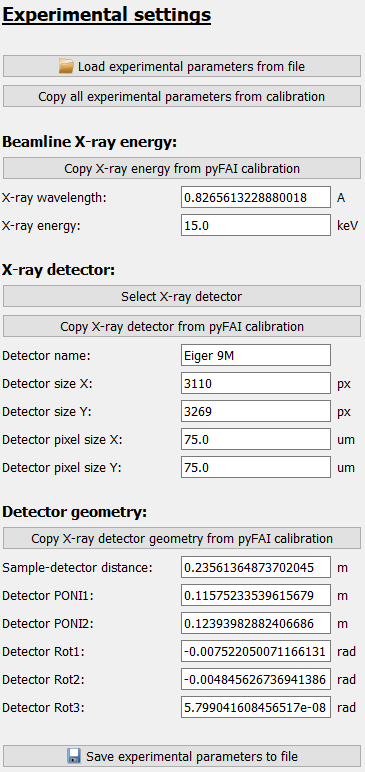 Experimental settings
Load experimental parameters from file
Copy all experimental parameters from calibration
Beamline X-ray energy:
Copy X-ray energy from pyFAI calibration
X-ray wavelength: 0.8265613228880018 A
X-ray energy: 15.0 keV
X-ray detector:
Select X-ray detector
Copy X-ray detector from pyFAI calibration
Detector name: Eiger 9M
Detector size X: 3110 px
Detector size Y: 3269 px
Detector pixel size X: 75.0 um
Detector pixel size Y: 75.0 um
Detector geometry:
Copy X-ray detector geometry from pyFAI calibration
Sample-detector distance: 0.23561364873702045 m
Detector PONI1: 0.11575233539615679 m
Detector PONI2: 0.12393982882406686 m
Detector Rot1: -0.007522050071166131 rad
Detector Rot2: -0.004845626736941386 rad
Detector Rot3: 5.799041608456517e-08 rad
Save experimental parameters to file